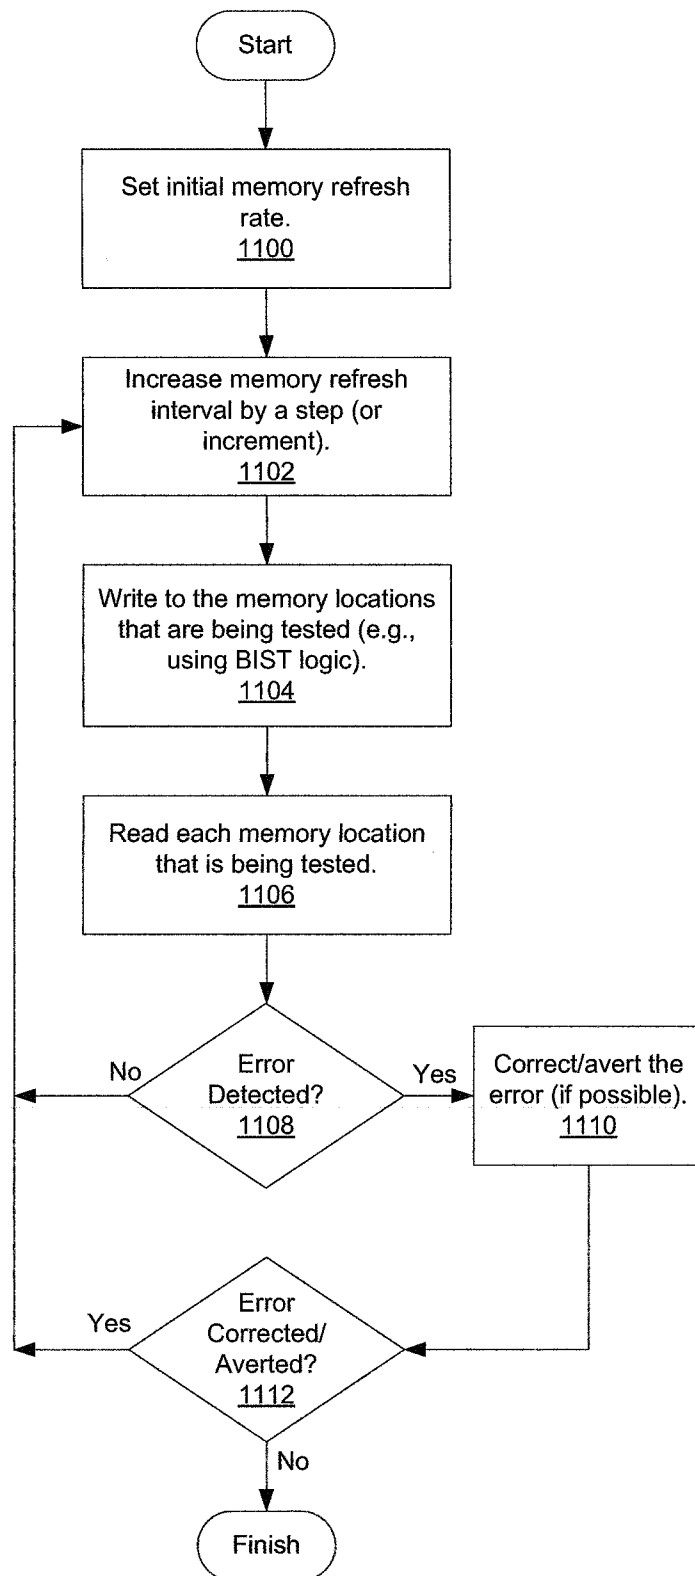 Start
Set initial memory refresh
rate.
1100
Increase memory refresh
interval by a step (or
increment).
1102
Write to the memory locations
that are being tested (e.g.,
using BIST logic).
1104
Read each memory location
that is being tested.
1106
No
Error
Detected?
1108
Yes
Correct/avert the
error (if possible).
1110
Yes
Error
Corrected/
Averted?
1112
No
Finish